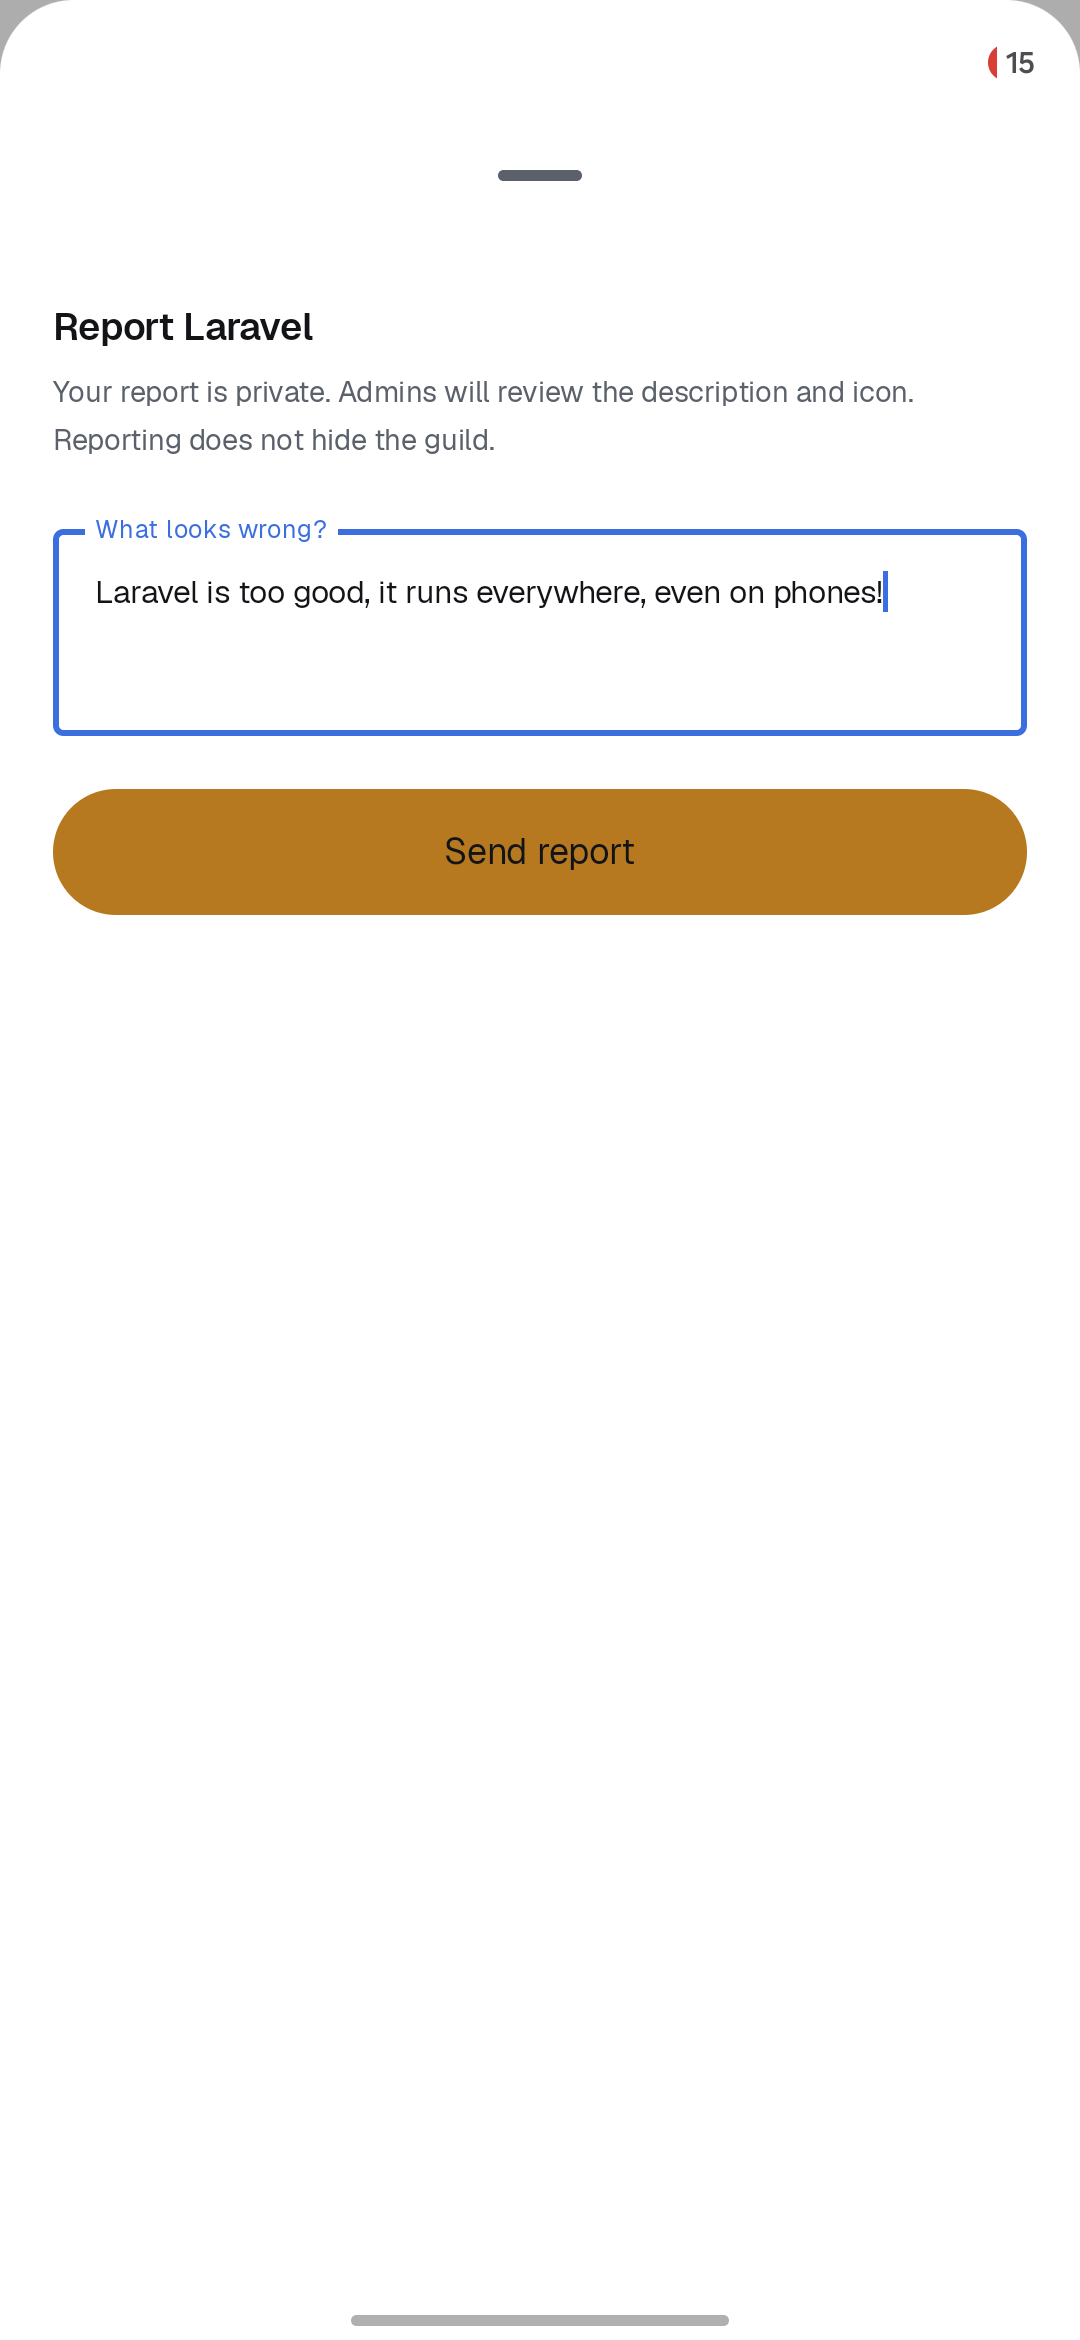 15
Report Laravel
Your report is private. Admins will review the description and icon.
Reporting does not hide the guild.
What looks wrong?
Laravel is too good, it runs everywhere, even on phones!
Send report